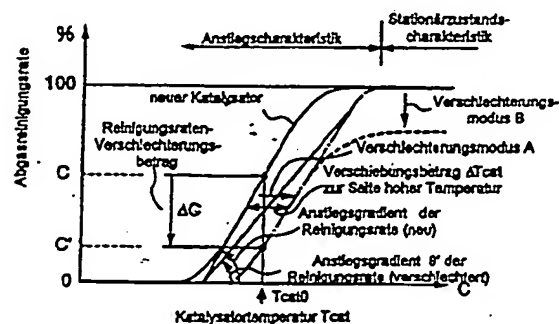 %
Anstiegscharakteristik
Stationärzustands-
charakteristik
100
neuer Katalysator
Verschlechterungs-
modus B
Reinigungsraten-
Verschlechterungs-
betrag
Verschlechterungsmodus A
Verschiebungsbetrag ΔTcat
zur Seite hoher Tamperatur
Abgasreinigungsrate
C
ΔG
Anstiegsgradient der
Reinigungsrate (neu)
C'
Anstiegsgradient θ' der
Reinigungsrate (verschlechtert)
0
Tcat0
C
Katalysatortemperatur Tcat